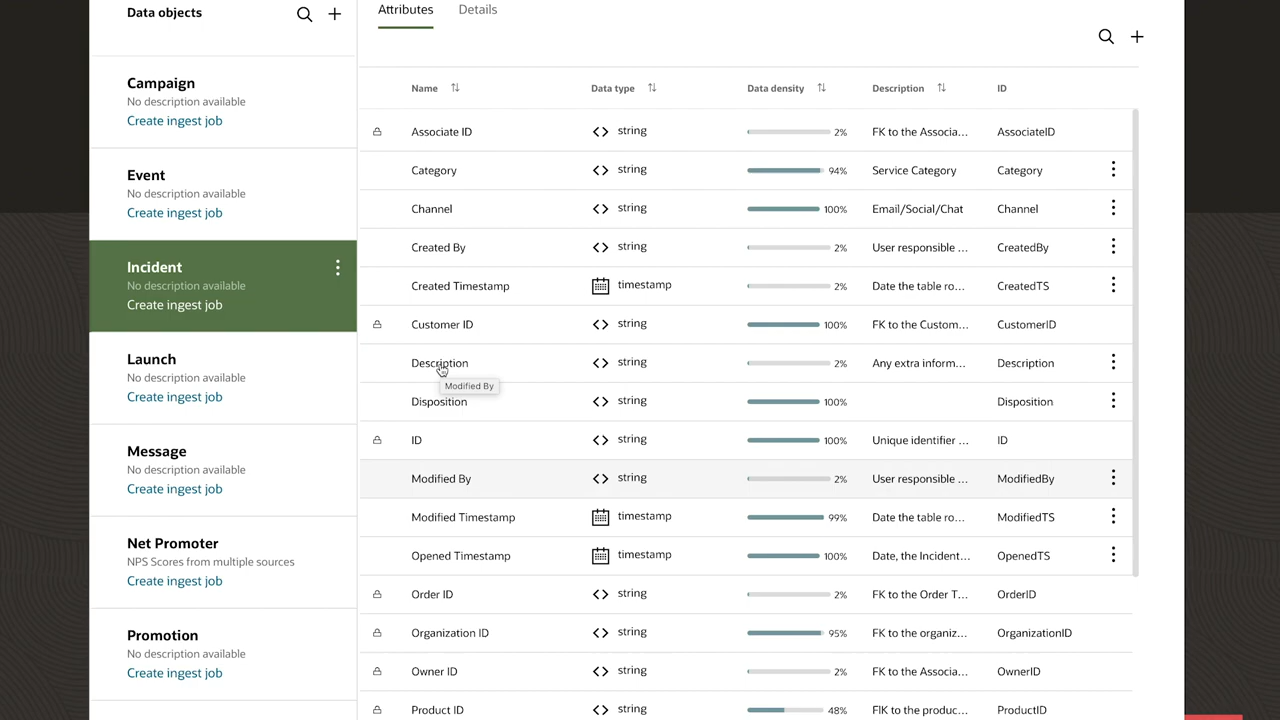 Data objects
Attributes Details
Campaign
No description available
Create ingest job
Event
No description available
Create ingest job
Incident
No description available
Create ingest job
Launch
No description available
Create ingest job
Message
No description available
Create ingest job
Net Promoter
NPS Scores from multiple sources
Create ingest job
Promotion
No description available
Create ingest job
Name Data type Data density Description ID
Associate ID string 2% FK to the Associa... AssociateID
Category string 94% Service Category Category
Channel string 100% Email/Social/Chat Channel
Created By string 2% User responsible ... CreatedBy
Created Timestamp timestamp 2% Date the table ro... CreatedTS
Customer ID string 100% FK to the Custom... CustomerID
Description string 2% Any extra inform... Description
Modified By
Disposition string 100% Disposition
ID string 100% Unique identifier ... ID
Modified By string 2% User responsible ... ModifiedBy
Modified Timestamp timestamp 99% Date the table ro... ModifiedTS
Opened Timestamp timestamp 100% Date, the Incident... OpenedTS
Order ID string 2% FK to the Order T... OrderID
Organization ID string 95% FK to the organiz... OrganizationID
Owner ID string 2% FK to the Associa... OwnerID
Product ID string 48% FIK to the produc... ProductID